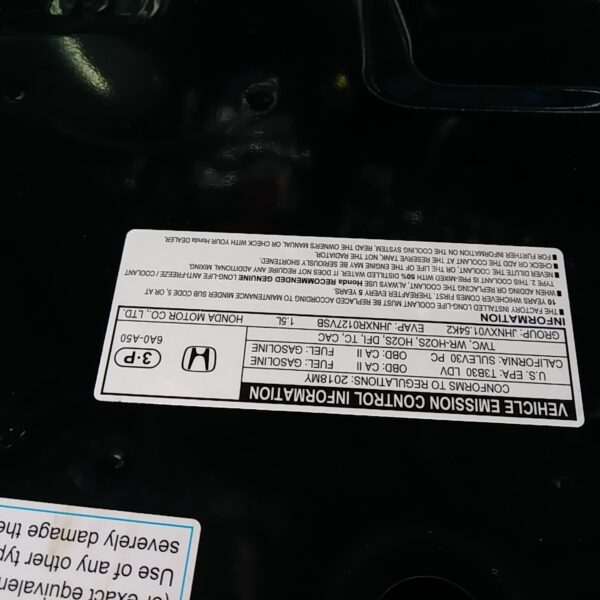 VEHICLE EMISSION CONTROL INFORMATION
CONFORMS TO REGULATIONS: 2018MY
U.S. EPA: T3B30 LDV OBD: CA II FUEL: GASOLINE
CALIFORNIA: SULEV30 PC OBD: CA II FUEL: GASOLINE
TWC, WR-HO2S, HO2S, DFI, TC, CAC
GROUP: JHNXV01.54K2 EVAP: JHNXR0127VSB 1.5L HONDA MOTOR CO., LTD.
3-P
6A0-A50
INFORMATION
THE FACTORY INSTALLED LONG-LIFE COOLANT MUST BE REPLACED ACCORDING TO MAINTENANCE MINDER SUB CODE, 5, OR AT
10 YEARS WHICHEVER COMES FIRST. THEREAFTER EVERY 5 YEARS.
WHEN ADDING OR REPLACING THE COOLANT, ALWAYS USE Honda RECOMMENDED GENUINE LONG-LIFE ANTI-FREEZE / COOLANT
TYPE 2. THIS COOLANT IS PRE-MIXED WITH 50% DISTILLED WATER. IT DOES NOT REQUIRE ANY ADDITIONAL MIXING.
NEVER DILUTE THE COOLANT, OR THE LIFE OF THE ENGINE MAY BE SERIOUSLY SHORTENED.
CHECK OR ADD THE COOLANT AT THE RESERVE TANK, NOT THE RADIATOR.
FOR FURTHER INFORMATION ON THE COOLING SYSTEM, READ THE OWNER'S MANUAL OR CHECK WITH YOUR Honda DEALER.
exact equivalen
Use of any other typ
severely damage the